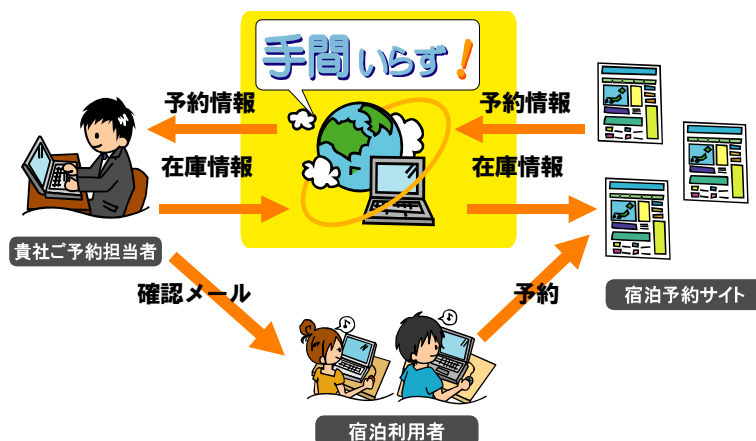 手間いらず!
予約情報
予約情報
在庫情報
在庫情報
貴社ご予約担当者
確認メール
予約
宿泊予約サイト
宿泊利用者